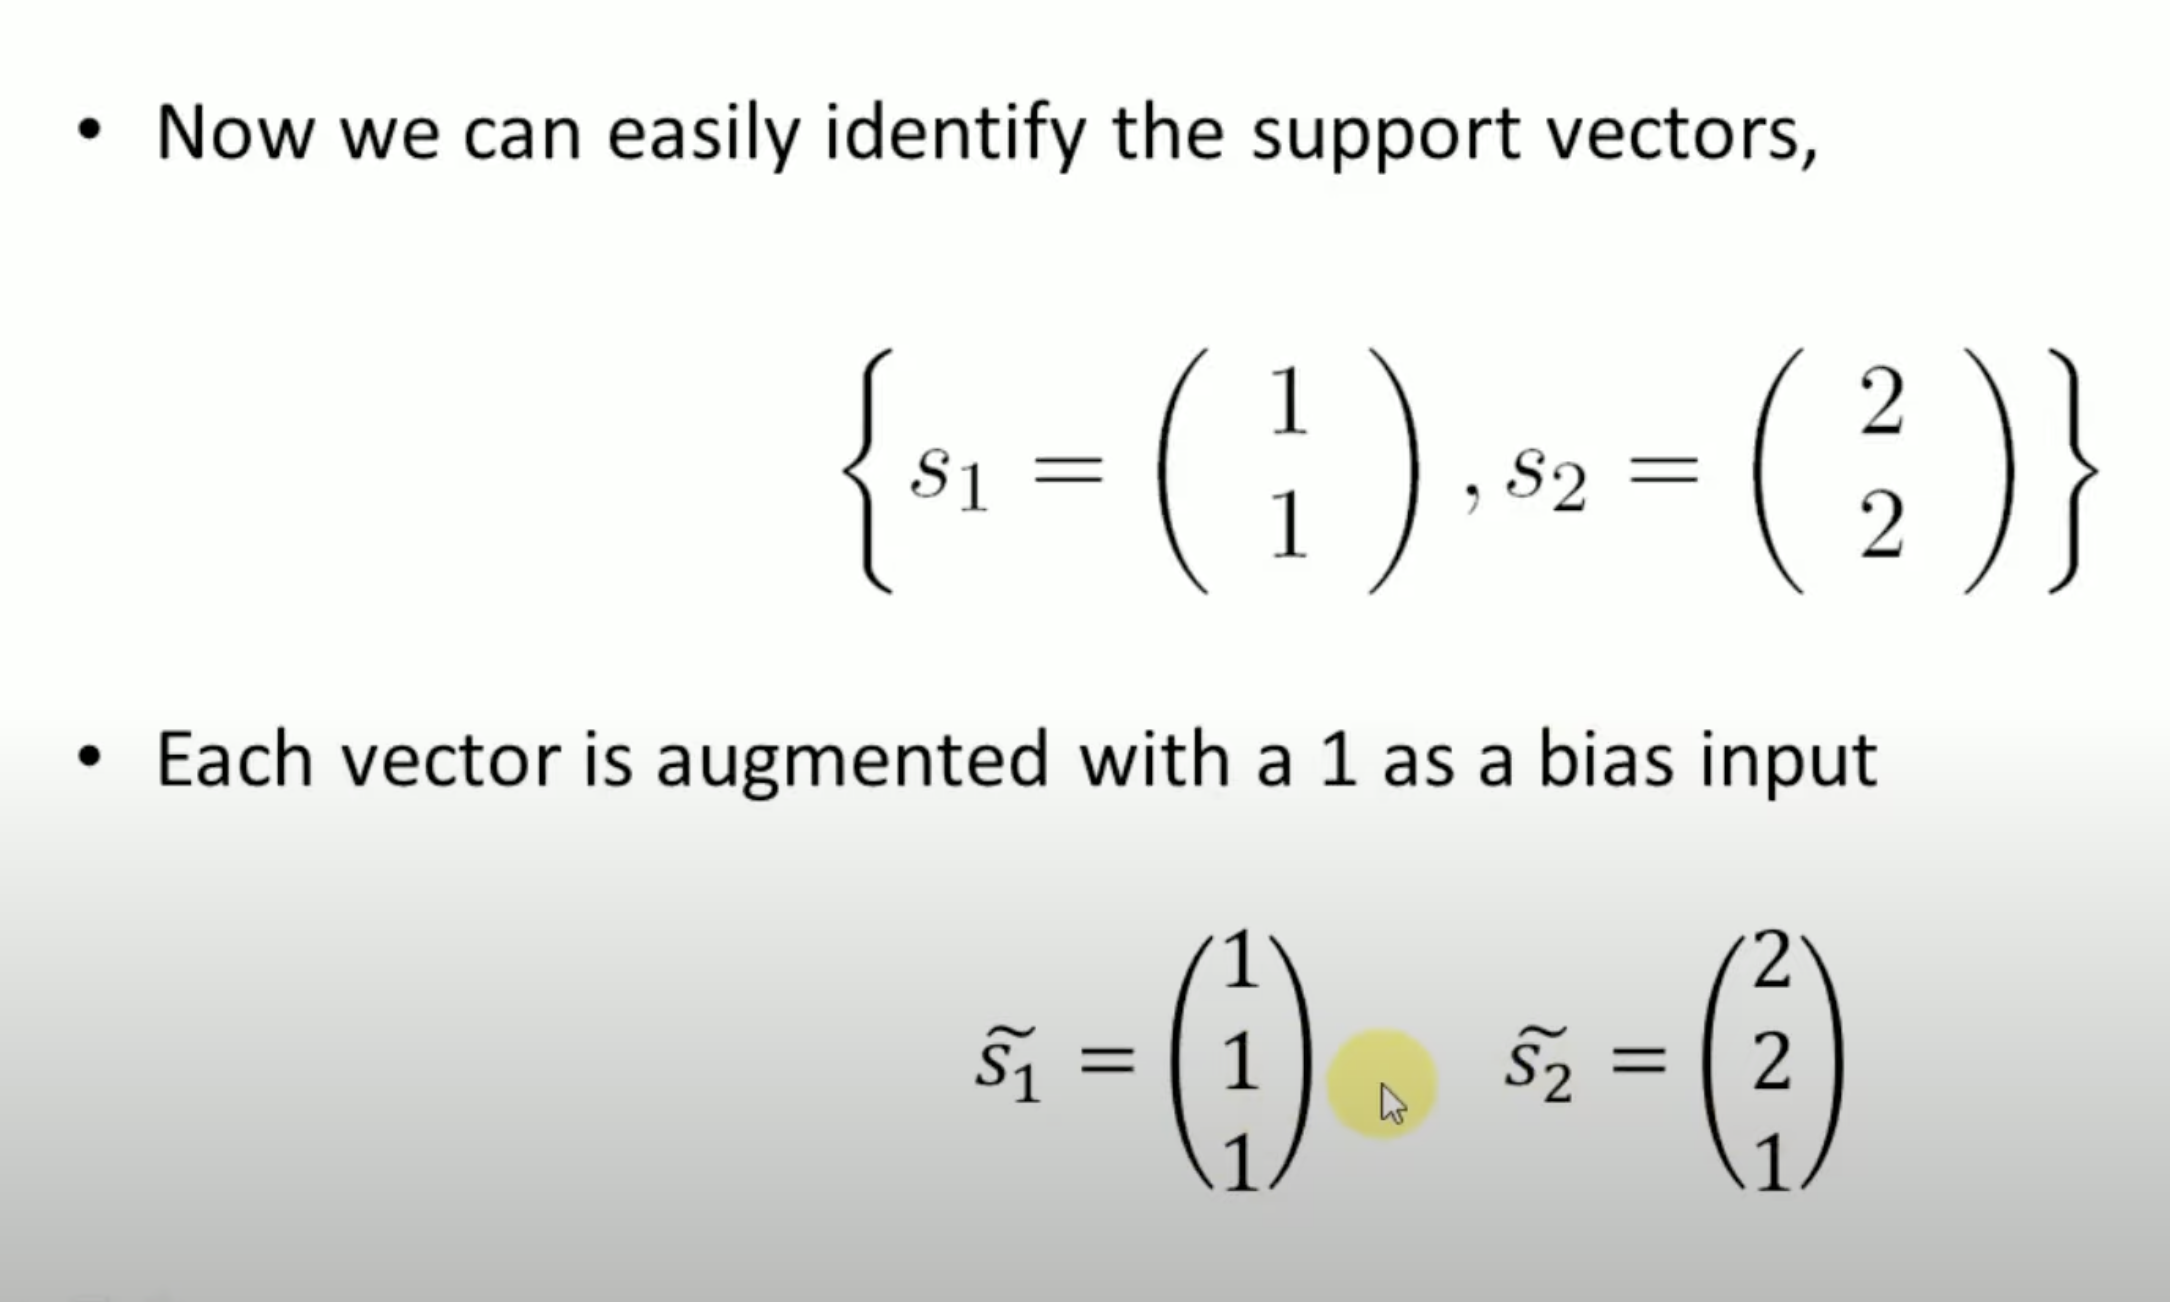 • Now we can easily identify the support vectors,
{ s₁ = ( 1 1 ), s₂ = ( 2 2 ) }
• Each vector is augmented with a 1 as a bias input
s̃₁ = ( 1 1 1 ) s̃₂ = ( 2 2 1 )